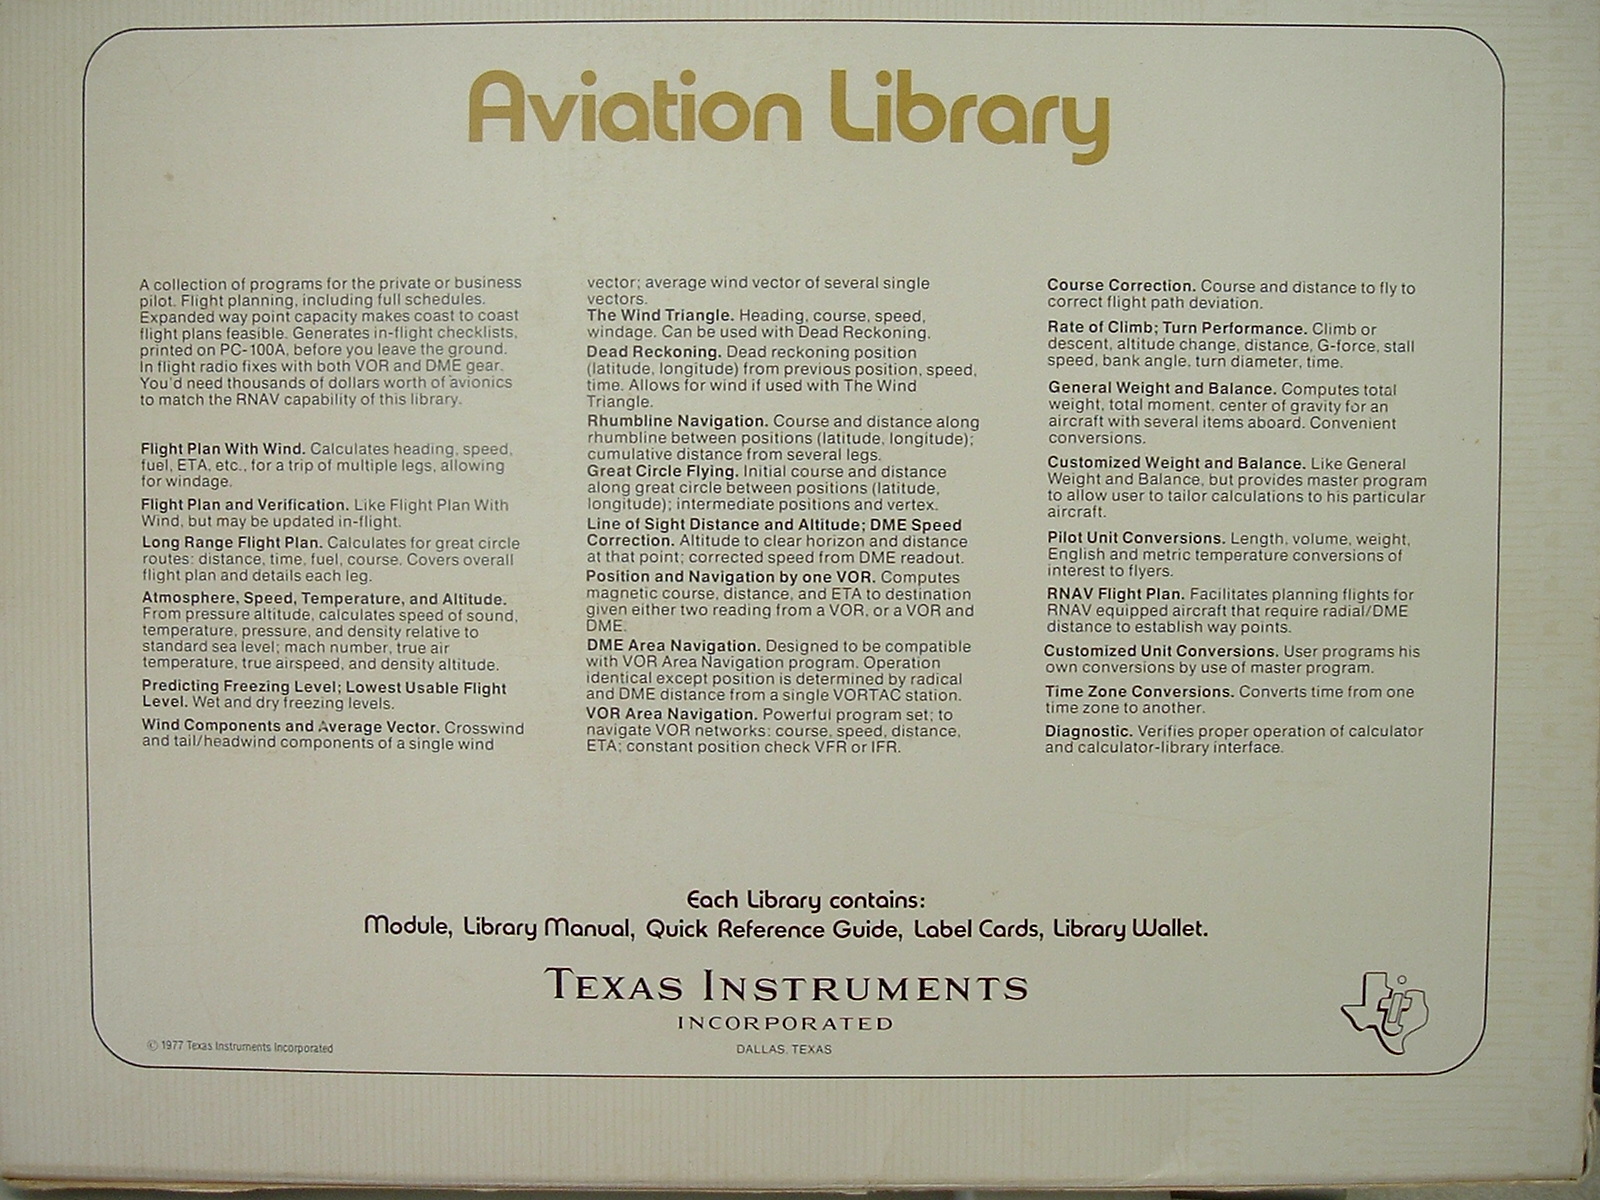 Aviation Library
A collection of programs for the private or business
pilot. Flight planning, including full schedules.
Expanded way point capacity makes coast to coast
flight plans feasible. Generates in-flight checklists,
printed on PC-100A, before you leave the ground.
In flight radio fixes with both VOR and DME gear.
You'd need thousands of dollars worth of avionics
to match the RNAV capability of this library.
Flight Plan With Wind. Calculates heading, speed,
fuel, ETA, etc., for a trip of multiple legs, allowing
for windage.
Flight Plan and Verification. Like Flight Plan With
Wind, but may be updated in-flight.
Long Range Flight Plan. Calculates for great circle
routes: distance, time, fuel, course. Covers overall
flight plan and details each leg.
Atmosphere, Speed, Temperature, and Altitude.
From pressure altitude, calculates speed of sound,
temperature, pressure, and density relative to
standard sea level; mach number, true air
temperature, true airspeed, and density altitude.
Predicting Freezing Level; Lowest Usable Flight
Level. Wet and dry freezing levels.
Wind Components and Average Vector. Crosswind
and tail/headwind components of a single wind
vector; average wind vector of several single
vectors.
The Wind Triangle. Heading, course, speed,
windage. Can be used with Dead Reckoning.
Dead Reckoning. Dead reckoning position
(latitude, longitude) from previous position, speed,
time. Allows for wind if used with The Wind
Triangle.
Rhumbline Navigation. Course and distance along
rhumbline between positions (latitude, longitude);
cumulative distance from several legs.
Great Circle Flying. Initial course and distance
along great circle between positions (latitude,
longitude); intermediate positions and vertex.
Line of Sight Distance and Altitude; DME Speed
Correction. Altitude to clear horizon and distance
at that point; corrected speed from DME readout.
Position and Navigation by one VOR. Computes
magnetic course, distance, and ETA to destination
given either two reading from a VOR, or a VOR and
DME.
DME Area Navigation. Designed to be compatible
with VOR Area Navigation program. Operation
identical except position is determined by radical
and DME distance from a single VORTAC station.
VOR Area Navigation. Powerful program set; to
navigate VOR networks: course, speed, distance,
ETA; constant position check VFR or IFR.
Course Correction. Course and distance to fly to
correct flight path deviation.
Rate of Climb; Turn Performance. Climb or
descent, altitude change, distance, G-force, stall
speed, bank angle, turn diameter, time.
General Weight and Balance. Computes total
weight, total moment, center of gravity for an
aircraft with several items aboard. Convenient
conversions.
Customized Weight and Balance. Like General
Weight and Balance, but provides master program
to allow user to tailor calculations to his particular
aircraft.
Pilot Unit Conversions. Length, volume, weight,
English and metric temperature conversions of
interest to flyers.
RNAV Flight Plan. Facilitates planning flights for
RNAV equipped aircraft that require radial/DME
distance to establish way points.
Customized Unit Conversions. User programs his
own conversions by use of master program.
Time Zone Conversions. Converts time from one
time zone to another.
Diagnostic. Verifies proper operation of calculator
and calculator-library interface.
Each Library contains:
Module, Library Manual, Quick Reference Guide, Label Cards, Library Wallet.
TEXAS INSTRUMENTS
INCORPORATED
DALLAS, TEXAS
© 1977 Texas Instruments Incorporated